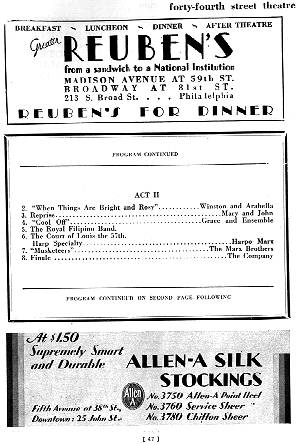 forty-fourth street theatre
BREAKFAST - LUNCHEON - DINNER - AFTER THEATRE
Greater
REUBEN'S
from a sandwich to a National Institution
MADISON AVENUE AT 59th ST.
BROADWAY AT 81st ST.
213 S. Broad St. . . . Philadelphia
REUBEN'S FOR DINNER
PROGRAM CONTINUED
ACT II
2. "When Things Are Bright and Rosy" Winston and Arabella
3. Reprise Mary and John
4. "Cool Off" Grace and Ensemble
5. The Royal Filipino Band.
6. The Court of Louis the 57th.
Harp Specialty Harpo Marx
7. "Musketeers" The Marx Brothers
8. Finale The Company
PROGRAM CONTINUED ON SECOND PAGE FOLLOWING
At $1.50
Supremely Smart
and Durable
ALLEN-A SILK
STOCKINGS
Allen
A
No. 3750 Allen-A Point Heel
No. 3760 Service Sheer
No. 3780 Chiffon Sheer
Fifth Avenue at 38th St.,
Downtown: 25 John St.
[ 47 ]